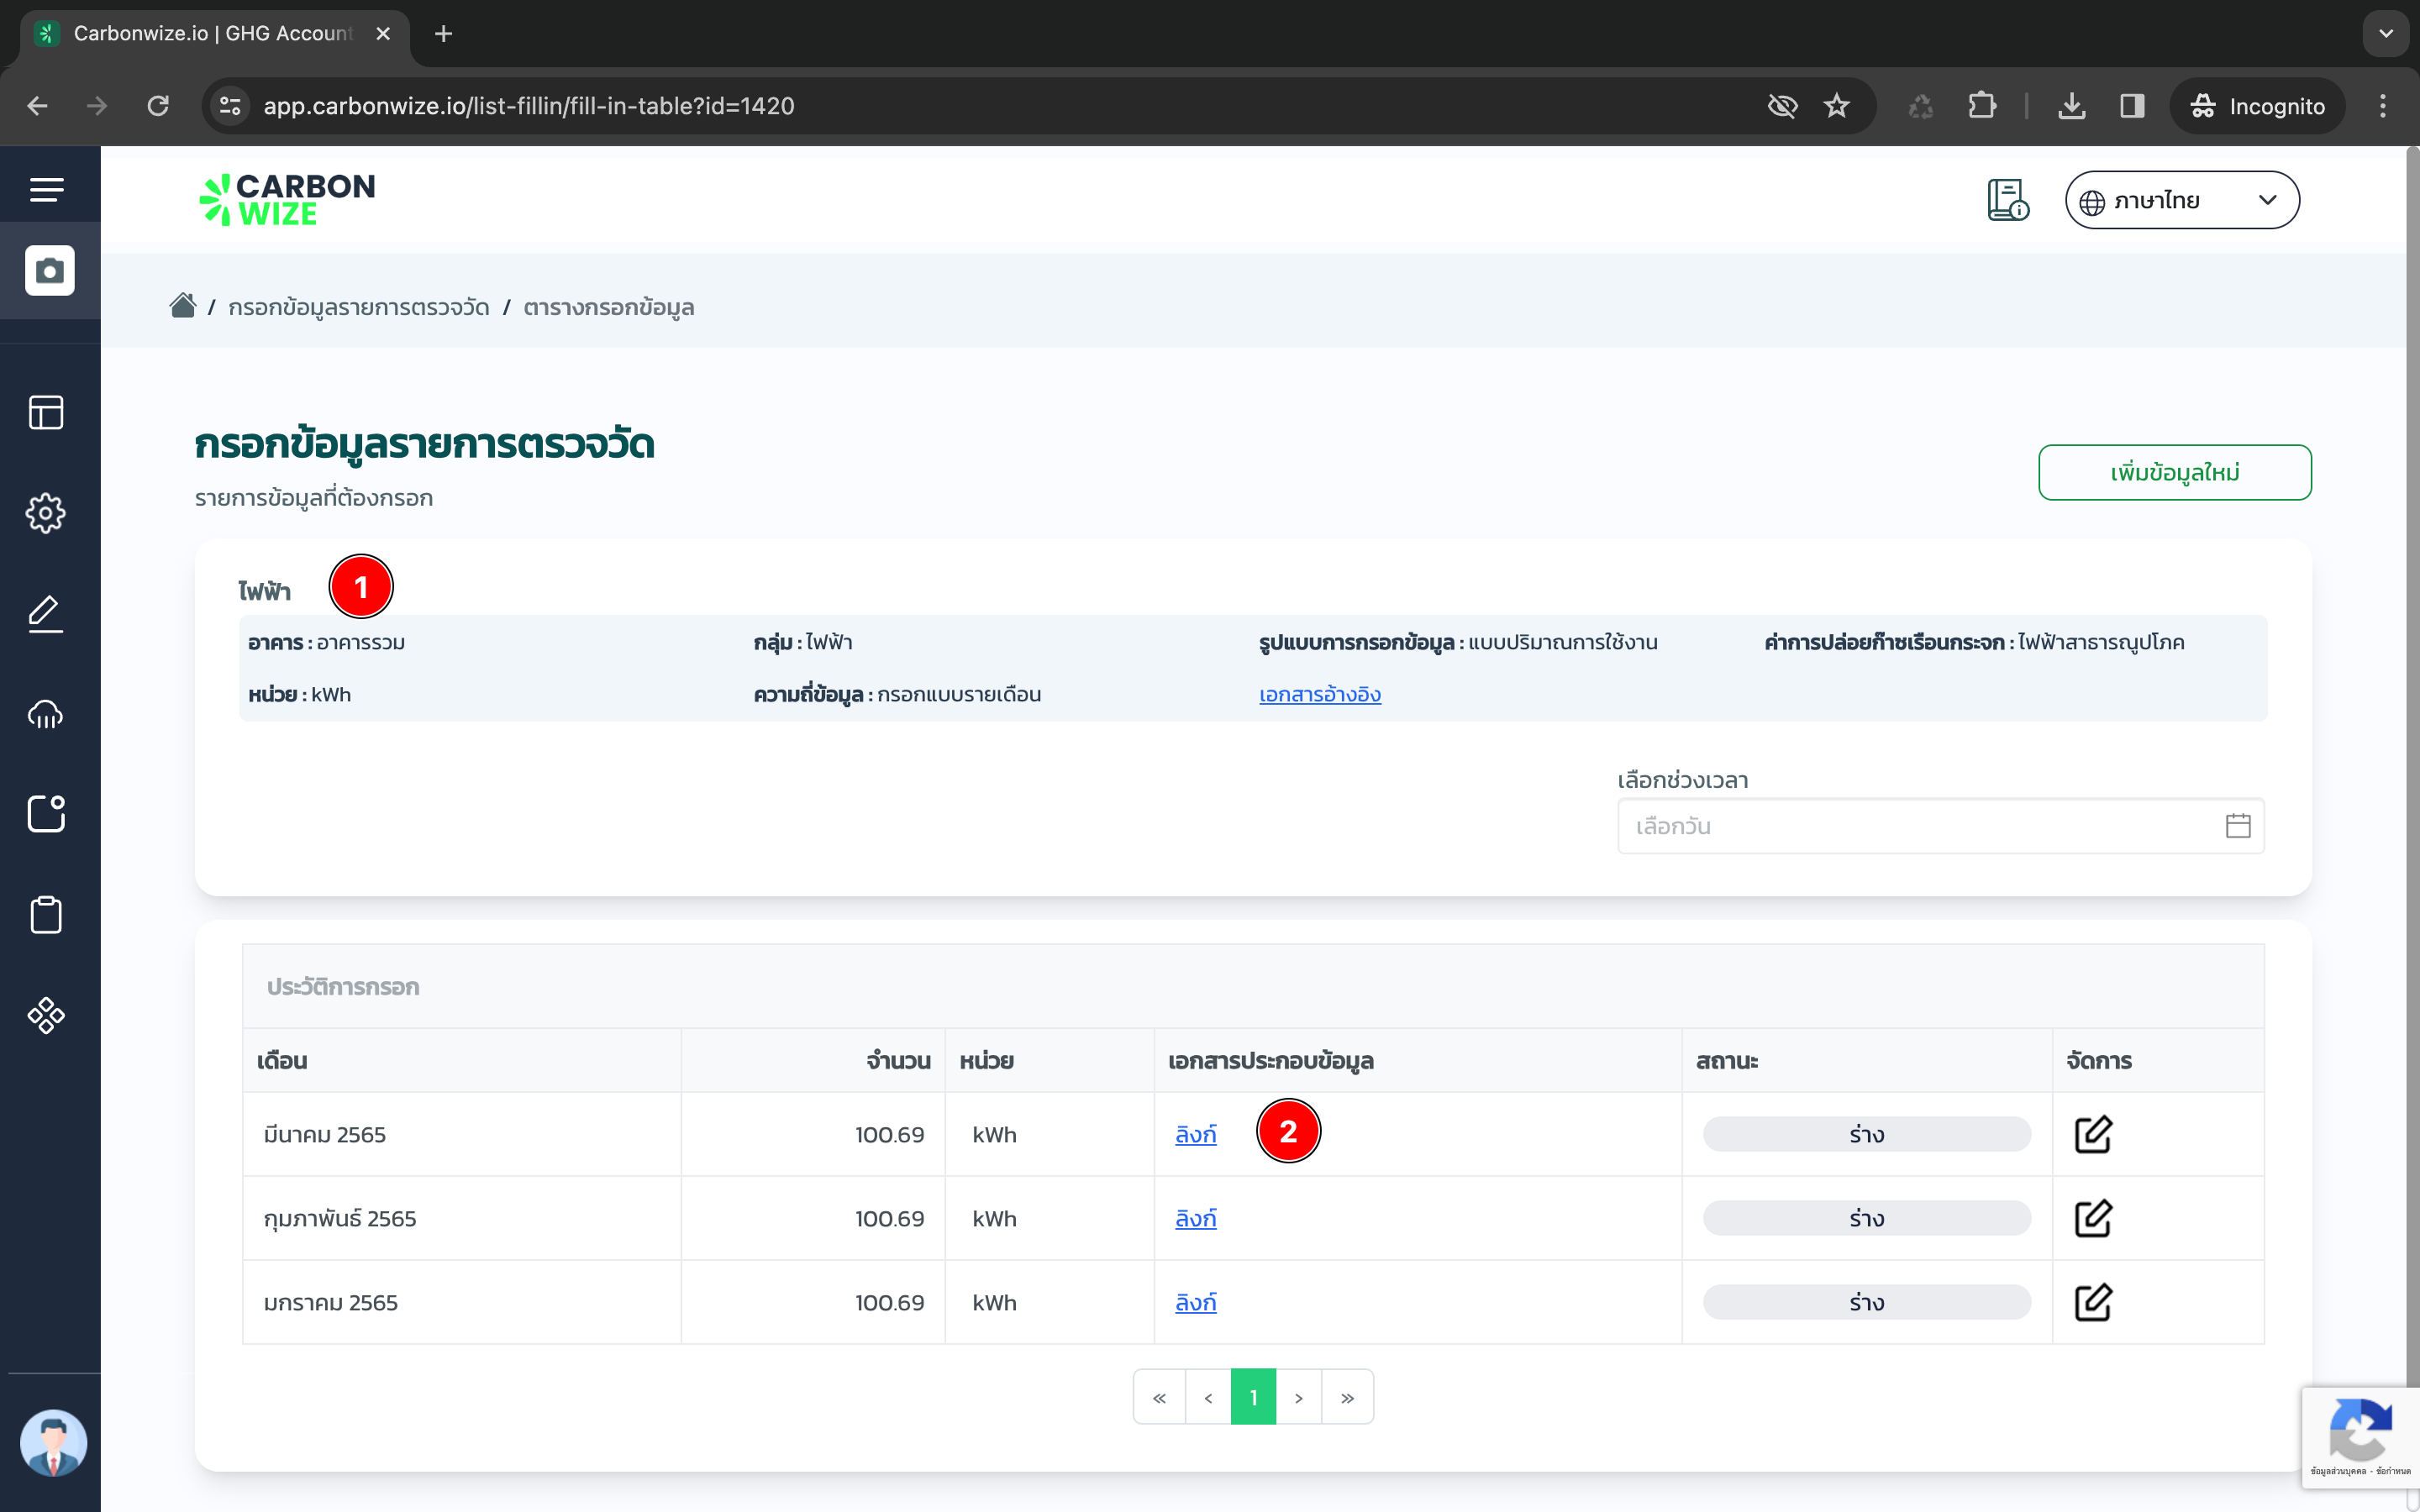 Carbonwize.io | GHG Account
app.carbonwize.io/list-fillin/fill-in-table?id=1420
Incognito
CARBON
WIZE
ภาษาไทย
/ กรอกข้อมูลรายการตรวจวัด / ตารางกรอกข้อมูล
กรอกข้อมูลรายการตรวจวัด
รายการข้อมูลที่ต้องกรอก
เพิ่มข้อมูลใหม่
ไฟฟ้า 1
อาคาร : อาคารรวม กลุ่ม : ไฟฟ้า รูปแบบการกรอกข้อมูล : แบบปริมาณการใช้งาน ค่าการปล่อยก๊าซเรือนกระจก : ไฟฟ้าสาธารณูปโภค
หน่วย : kWh ความถี่ข้อมูล : กรอกแบบรายเดือน เอกสารอ้างอิง
เลือกช่วงเวลา
เลือกวัน
ประวัติการกรอก
เดือน จำนวน หน่วย เอกสารประกอบข้อมูล สถานะ จัดการ
มีนาคม 2565 100.69 kWh ลิงก์ 2 ร่าง
กุมภาพันธ์ 2565 100.69 kWh ลิงก์ ร่าง
มกราคม 2565 100.69 kWh ลิงก์ ร่าง
« ‹ 1 › »
ข้อมูลส่วนบุคคล - ข้อกำหนด